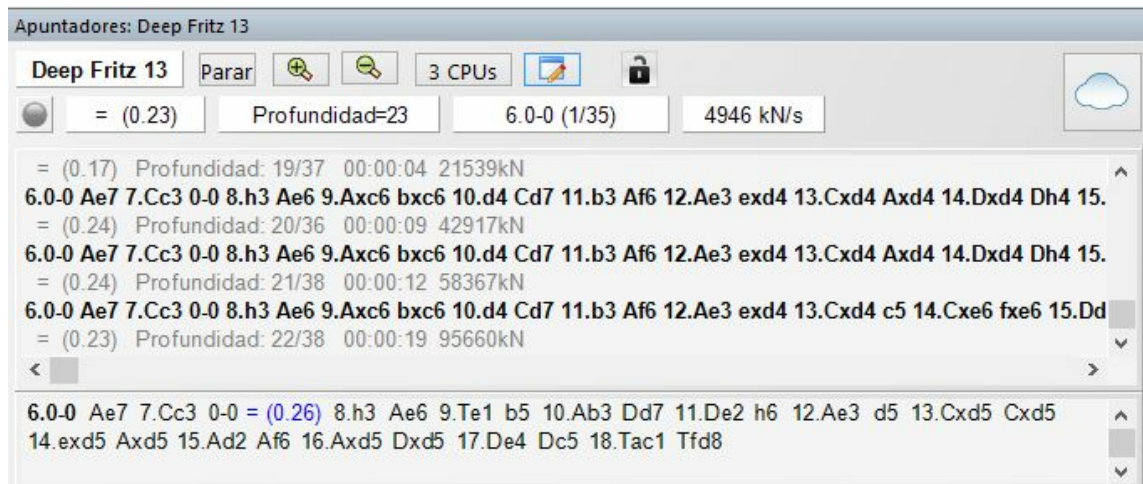 Apuntadores: Deep Fritz 13
Deep Fritz 13 Parar 3 CPUs
= (0.23) Profundidad=23 6.0-0 (1/35) 4946 kN/s
= (0.17) Profundidad: 19/37 00:00:04 21539kN
6.0-0 Ae7 7.Cc3 0-0 8.h3 Ae6 9.Axc6 bxc6 10.d4 Cd7 11.b3 Af6 12.Ae3 exd4 13.Cxd4 Axd4 14.Dxd4 Dh4 15.
= (0.24) Profundidad: 20/36 00:00:09 42917kN
6.0-0 Ae7 7.Cc3 0-0 8.h3 Ae6 9.Axc6 bxc6 10.d4 Cd7 11.b3 Af6 12.Ae3 exd4 13.Cxd4 Axd4 14.Dxd4 Dh4 15.
= (0.24) Profundidad: 21/38 00:00:12 58367kN
6.0-0 Ae7 7.Cc3 0-0 8.h3 Ae6 9.Axc6 bxc6 10.d4 Cd7 11.b3 Af6 12.Ae3 exd4 13.Cxd4 c5 14.Cxe6 fxe6 15.Dd
= (0.23) Profundidad: 22/38 00:00:19 95660kN
6.0-0 Ae7 7.Cc3 0-0 = (0.26) 8.h3 Ae6 9.Te1 b5 10.Ab3 Dd7 11.De2 h6 12.Ae3 d5 13.Cxd5 Cxd5
14.exd5 Axd5 15.Ad2 Af6 16.Axd5 Dxd5 17.De4 Dc5 18.Tac1 Tfd8